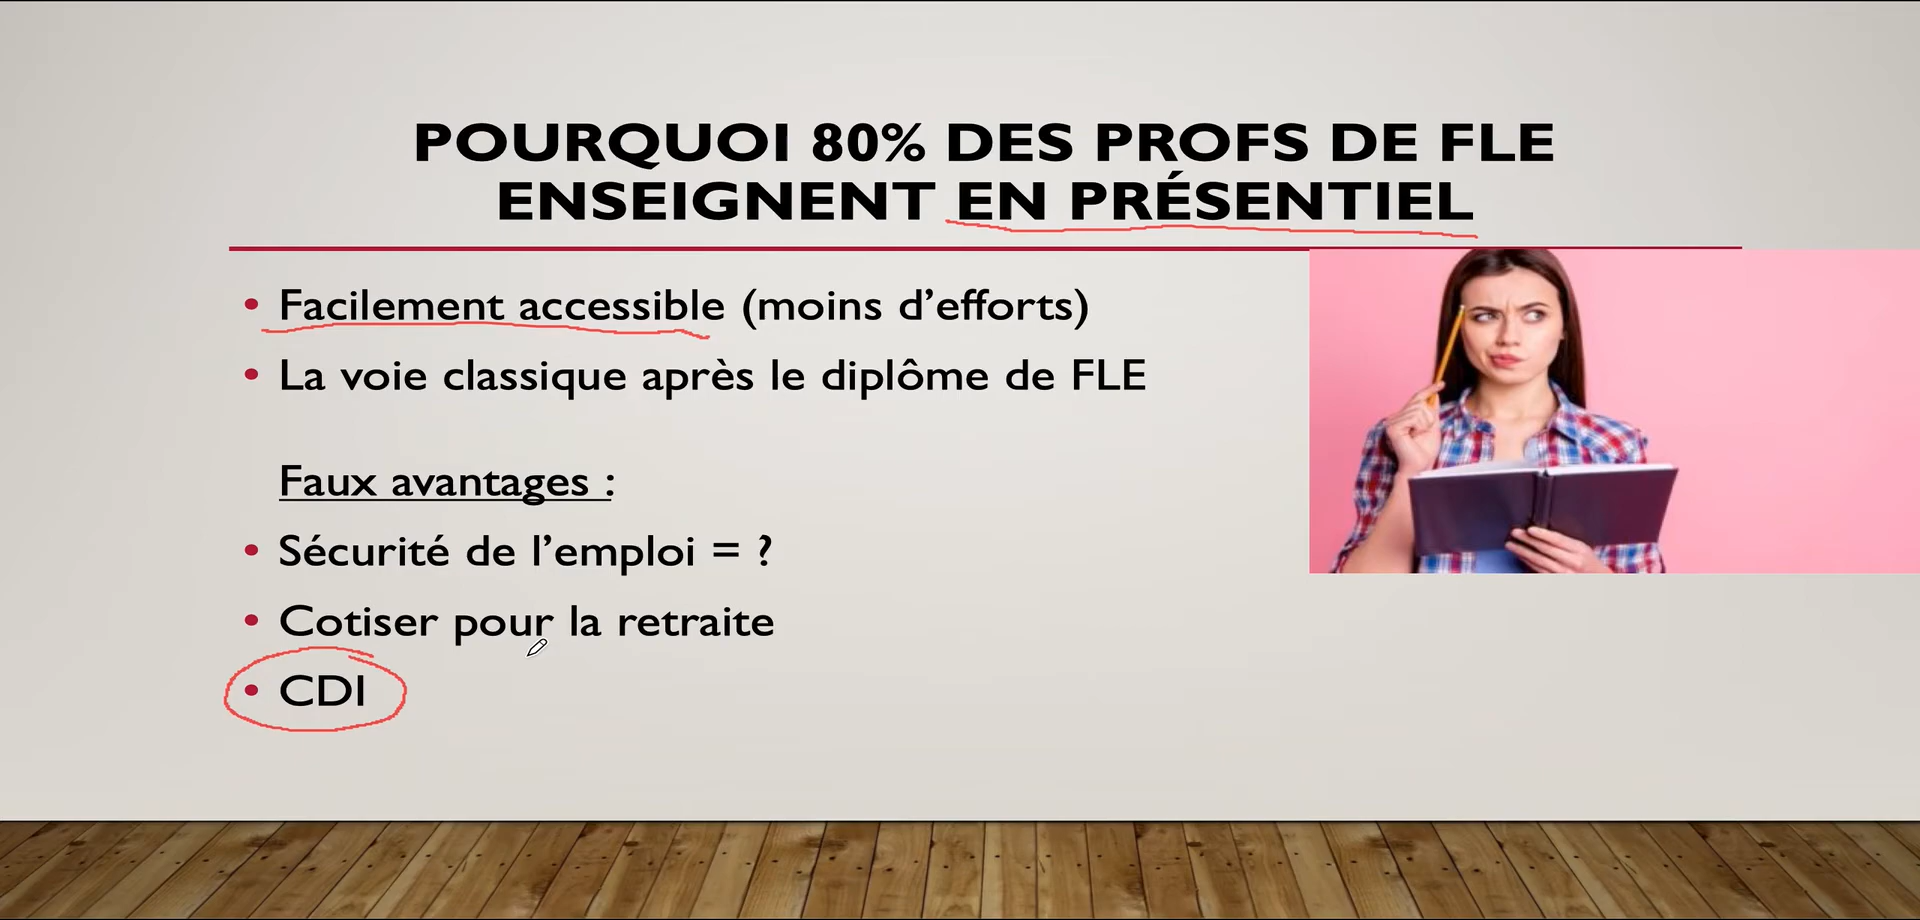 POURQUOI 80% DES PROFS DE FLE
ENSEIGNENT EN PRÉSENTIEL
• Facilement accessible (moins d’efforts)
• La voie classique après le diplôme de FLE
Faux avantages :
• Sécurité de l’emploi = ?
• Cotiser pour la retraite
• CDI